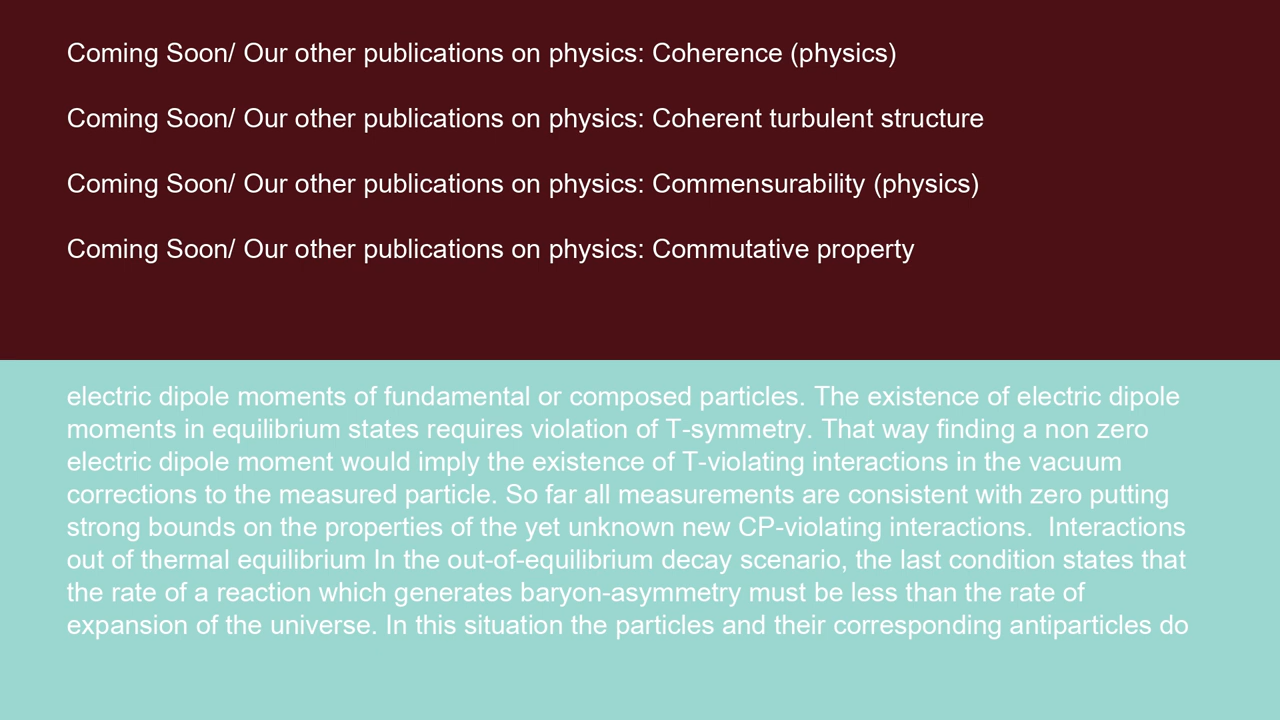 Coming Soon/ Our other publications on physics: Coherence (physics)
Coming Soon/ Our other publications on physics: Coherent turbulent structure
Coming Soon/ Our other publications on physics: Commensurability (physics)
Coming Soon/ Our other publications on physics: Commutative property
electric dipole moments of fundamental or composed particles. The existence of electric dipole
moments in equilibrium states requires violation of T-symmetry. That way finding a non zero
electric dipole moment would imply the existence of T-violating interactions in the vacuum
corrections to the measured particle. So far all measurements are consistent with zero putting
strong bounds on the properties of the yet unknown new CP-violating interactions.  Interactions
out of thermal equilibrium In the out-of-equilibrium decay scenario, the last condition states that
the rate of a reaction which generates baryon-asymmetry must be less than the rate of
expansion of the universe. In this situation the particles and their corresponding antiparticles do